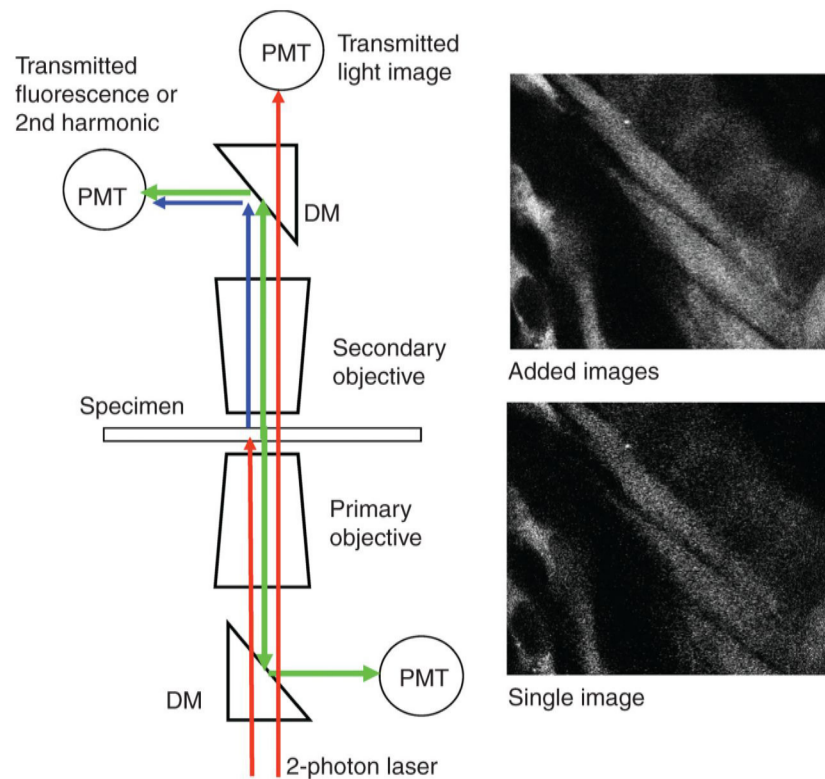 PMT
Transmitted
light image
Transmitted
fluorescence or
2nd harmonic
PMT
DM
Secondary
objective
Specimen
Primary
objective
DM
PMT
2-photon laser
Added images
Single image